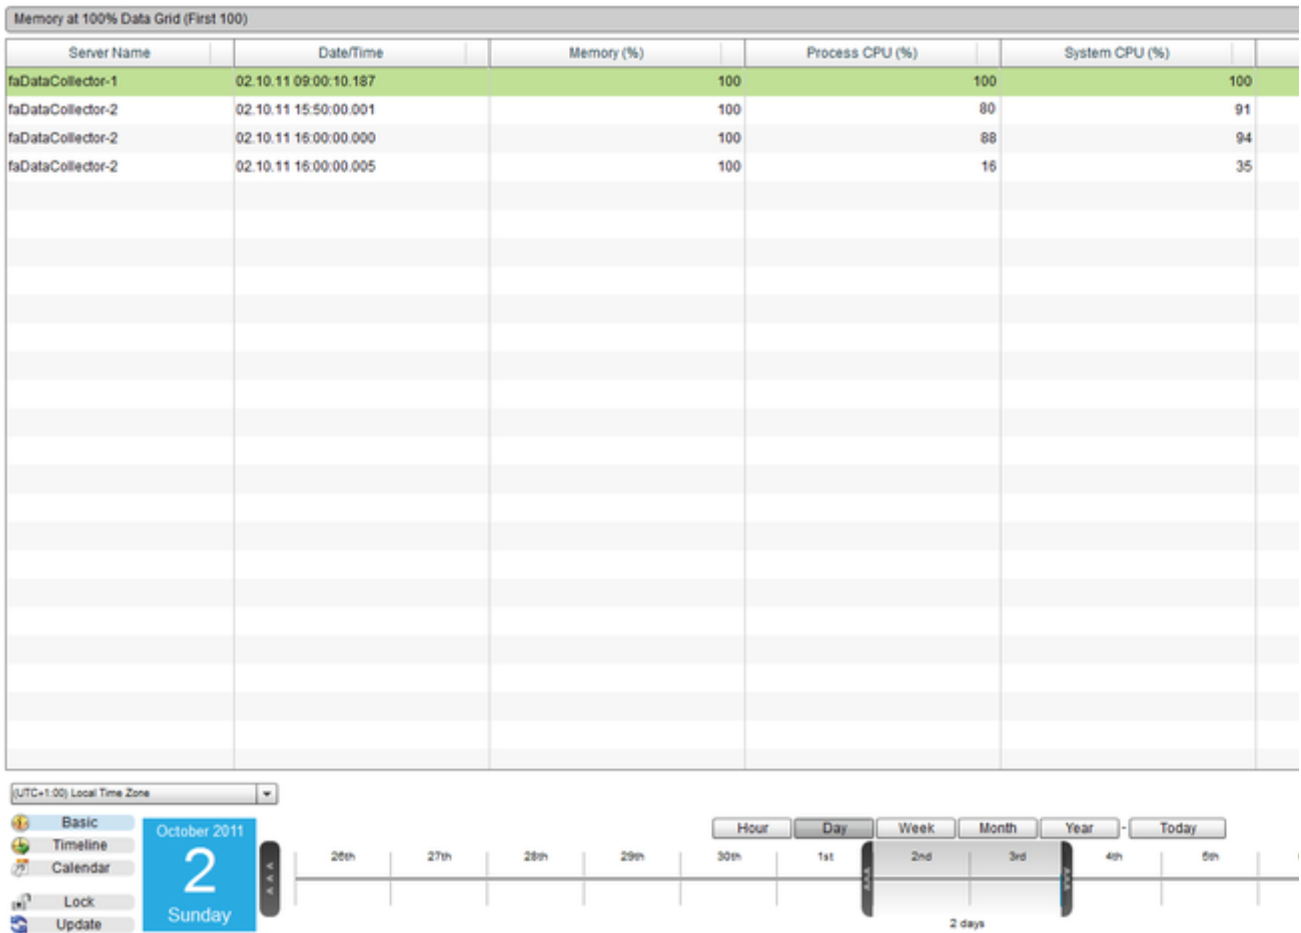 Memory at 100% Data Grid (First 100)
Server Name Date/Time Memory (%) Process CPU (%) System CPU (%)
faDataCollector-1 02.10.11 09:00:10.187 100 100 100
faDataCollector-2 02.10.11 15:50:00.001 100 80 91
faDataCollector-2 02.10.11 16:00:00.000 100 88 94
faDataCollector-2 02.10.11 16:00:00.005 100 16 35
(UTC+1:00) Local Time Zone
Basic
Timeline
Calendar
Lock
Update
October 2011
2
Sunday
Hour Day Week Month Year - Today
26th 27th 28th 29th 30th 1st 2nd 3rd 4th 5th
2 days